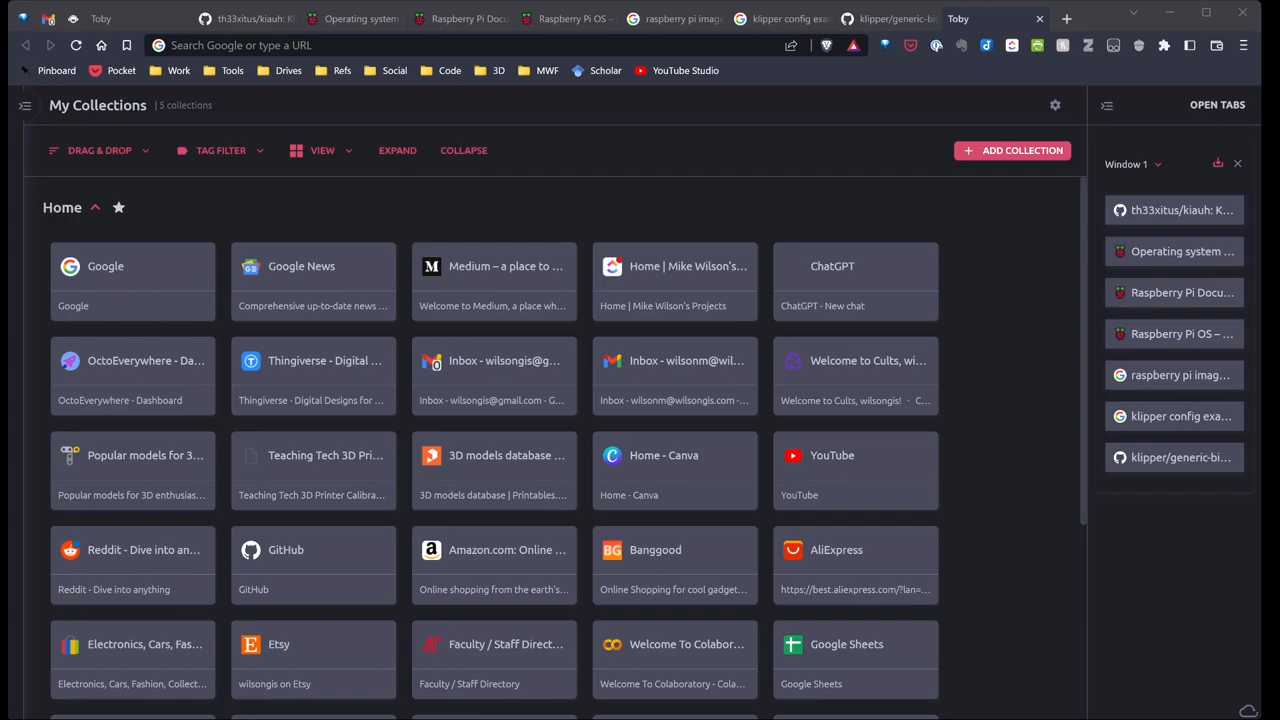 Toby
th33xitus/kiauh: K
Operating system
Raspberry Pi Docu
Raspberry Pi OS –
raspberry pi imag
klipper config exa
klipper/generic-bi
Toby
Search Google or type a URL
Pinboard Pocket Work Tools Drives Refs Social Code 3D MWF Scholar YouTube Studio
My Collections | 5 collections
OPEN TABS
DRAG & DROP TAG FILTER VIEW EXPAND COLLAPSE + ADD COLLECTION
Window 1
Home
Google
Google
Google News
Comprehensive up-to-date news ...
Medium – a place to ...
Welcome to Medium, a place wh...
Home | Mike Wilson's...
Home | Mike Wilson's Projects
ChatGPT
ChatGPT - New chat
OctoEverywhere - Da...
OctoEverywhere - Dashboard
Thingiverse - Digital ...
Thingiverse - Digital Designs for ...
0
Inbox - wilsongis@g...
Inbox - wilsongis@gmail.com - G...
Inbox - wilsonm@wil...
Inbox - wilsonm@wilsongis.com -...
Welcome to Cults, wi...
Welcome to Cults, wilsongis! · C...
Popular models for 3...
Popular models for 3D enthusias...
Teaching Tech 3D Pri...
Teaching Tech 3D Printer Calibra...
3D models database ...
3D models database | Printables....
Home - Canva
Home - Canva
YouTube
YouTube
Reddit - Dive into an...
Reddit - Dive into anything
GitHub
GitHub
Amazon.com: Online ...
Online shopping from the earth's...
BG
Banggood
Online Shopping for cool gadget...
AliExpress
https://best.aliexpress.com/?lan=...
Electronics, Cars, Fas...
Electronics, Cars, Fashion, Collect...
Etsy
wilsongis on Etsy
Faculty / Staff Direct...
Faculty / Staff Directory
Welcome To Colabor...
Welcome To Colaboratory - Cola...
Google Sheets
Google Sheets
th33xitus/kiauh: K...
Operating system ...
Raspberry Pi Docu...
Raspberry Pi OS – ...
raspberry pi imag...
klipper config exa...
klipper/generic-bi...